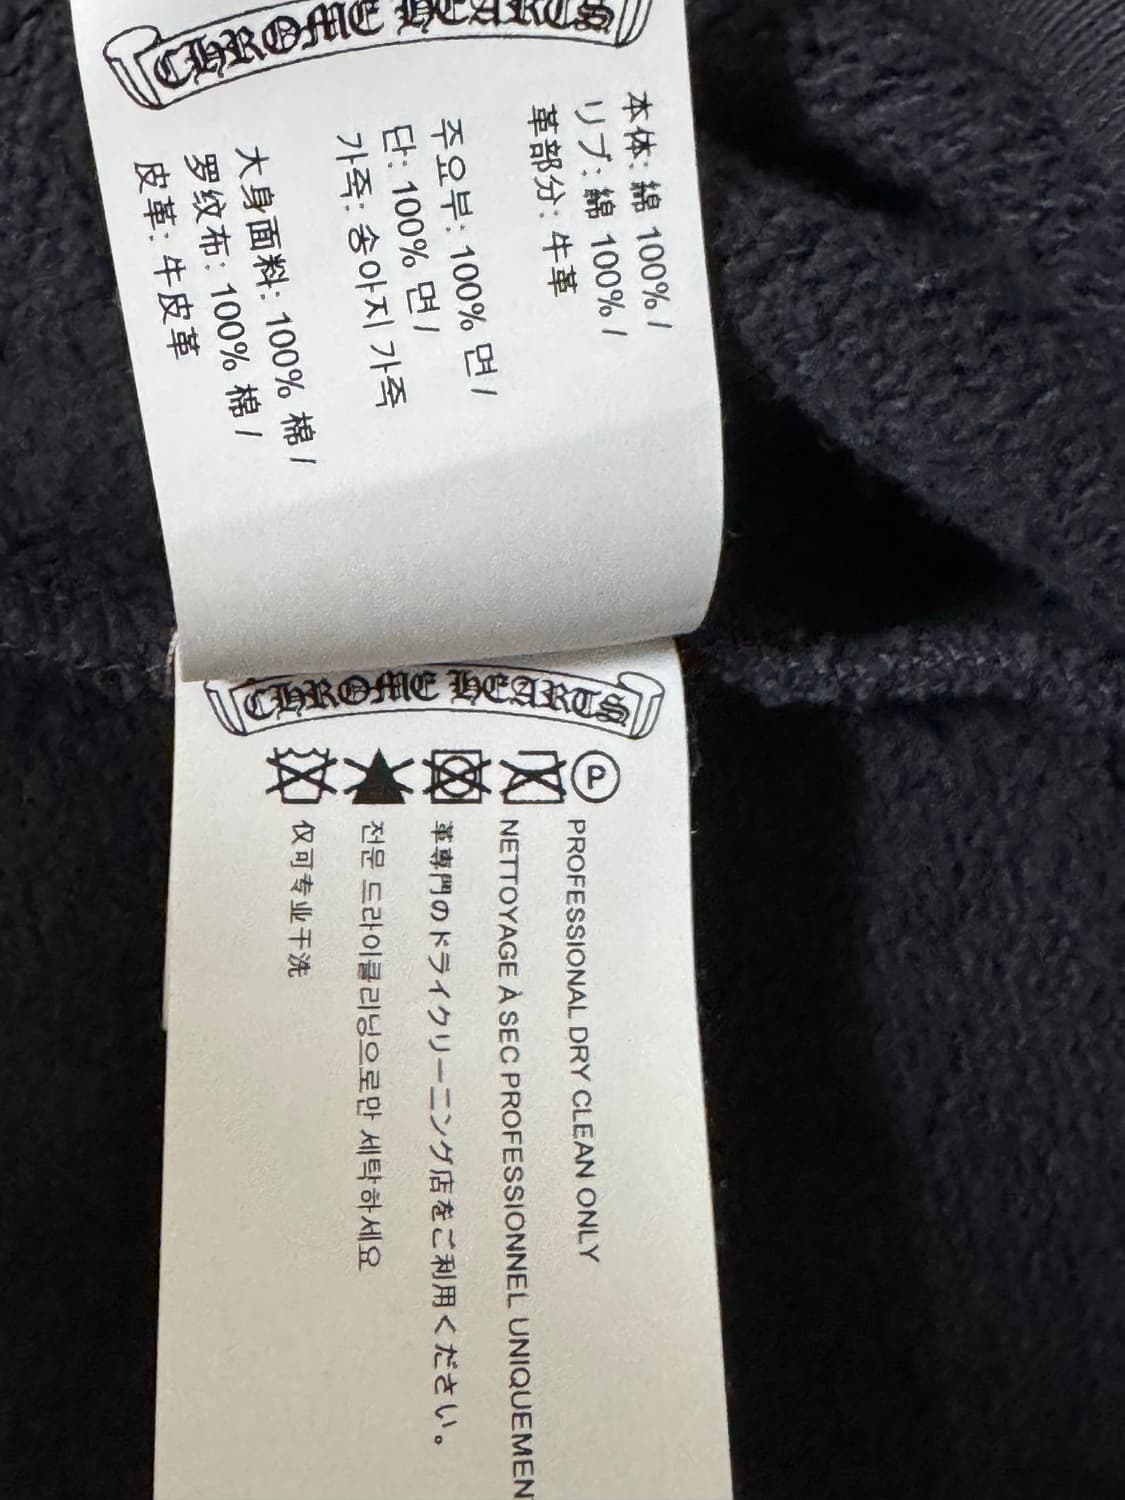 CHROME HEARTS
本体: 綿 100% /
リブ: 綿 100% /
革部分: 牛革
주요부: 100% 면 /
단: 100% 면 /
가죽: 송아지 가죽
大身面料: 100% 棉 /
罗纹布: 100% 棉 /
皮革: 牛皮革
CHROME HEARTS
P
PROFESSIONAL DRY CLEAN ONLY
NETTOYAGE À SEC PROFESSIONNEL UNIQUEMEN
革専門のドライクリーニング店をご利用ください。
전문 드라이클리닝으로만 세탁하세요
仅可专业干洗